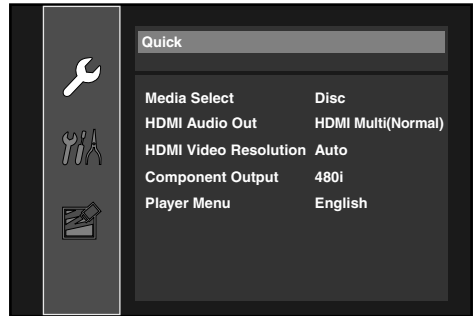 Quick
Media Select Disc
HDMI Audio Out HDMI Multi(Normal)
HDMI Video Resolution Auto
Component Output 480i
Player Menu English